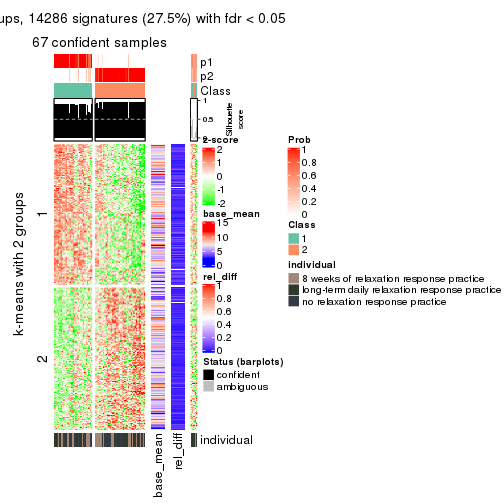 ups, 14286 signatures (27.5%) with fdr < 0.05
67 confident samples
p1
p2
Class
1
0.5
0
Silhouette
score
k-means with 2 groups
1
2
z-score
2
1
0
-1
-2
base_mean
15
10
5
0
rel_diff
1
0.8
0.6
0.4
0.2
0
Status (barplots)
confident
ambiguous
Prob
1
0.8
0.6
0.4
0.2
0
Class
1
2
individual
8 weeks of relaxation response practice
long-term daily relaxation response practice
no relaxation response practice
individual
base_mean
rel_diff